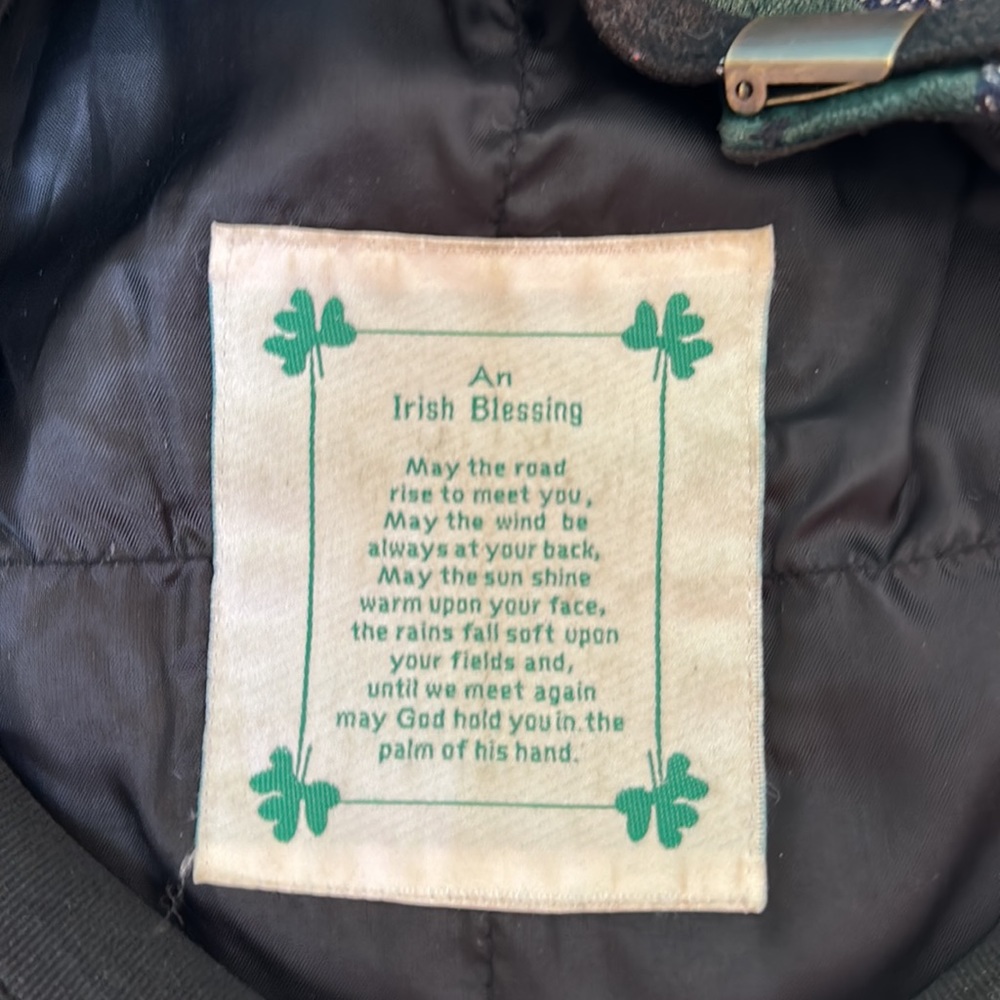 An
Irish Blessing
May the road
rise to meet you,
May the wind be
always at your back,
May the sun shine
warm upon your face,
the rains fall soft upon
your fields and,
until we meet again
may God hold you in the
palm of his hand.